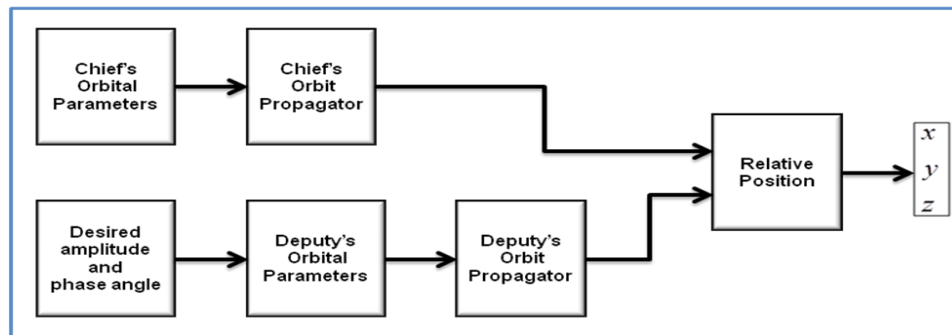 Chief's
Orbital
Parameters
Chief's
Orbit
Propagator
Relative
Position
x
y
z
Desired
amplitude
and
phase angle
Deputy's
Orbital
Parameters
Deputy's
Orbit
Propagator